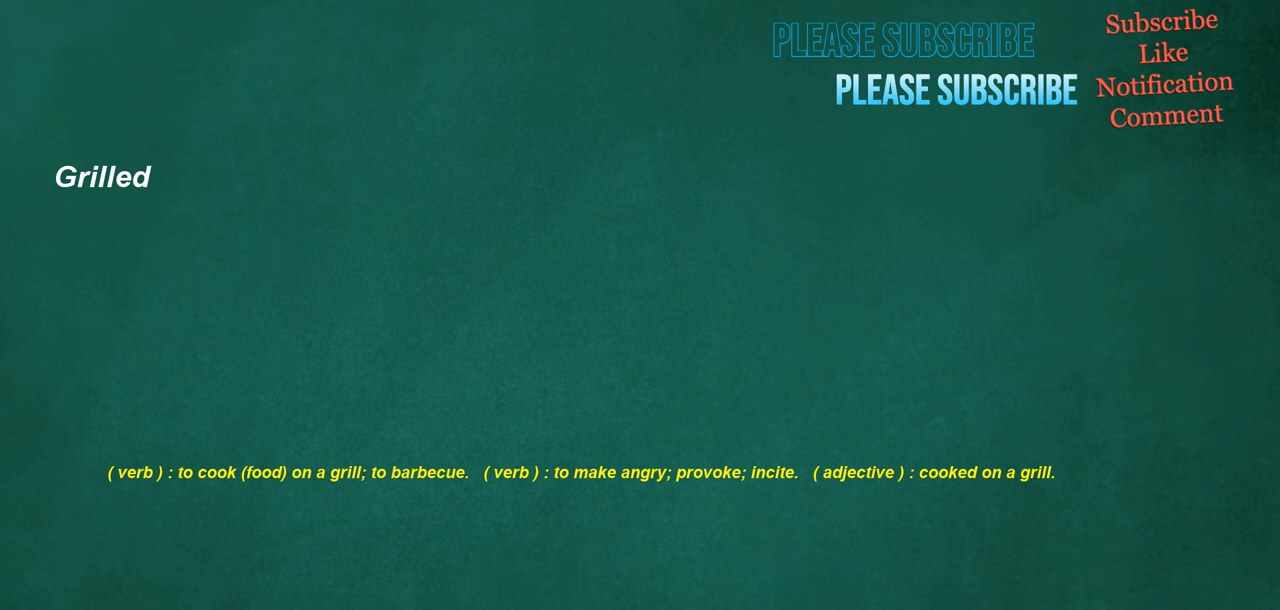 PLEASE SUBSCRIBE
PLEASE SUBSCRIBE
Subscribe
Like
Notification
Comment
Grilled
( verb ) : to cook (food) on a grill; to barbecue. ( verb ) : to make angry; provoke; incite. ( adjective ) : cooked on a grill.